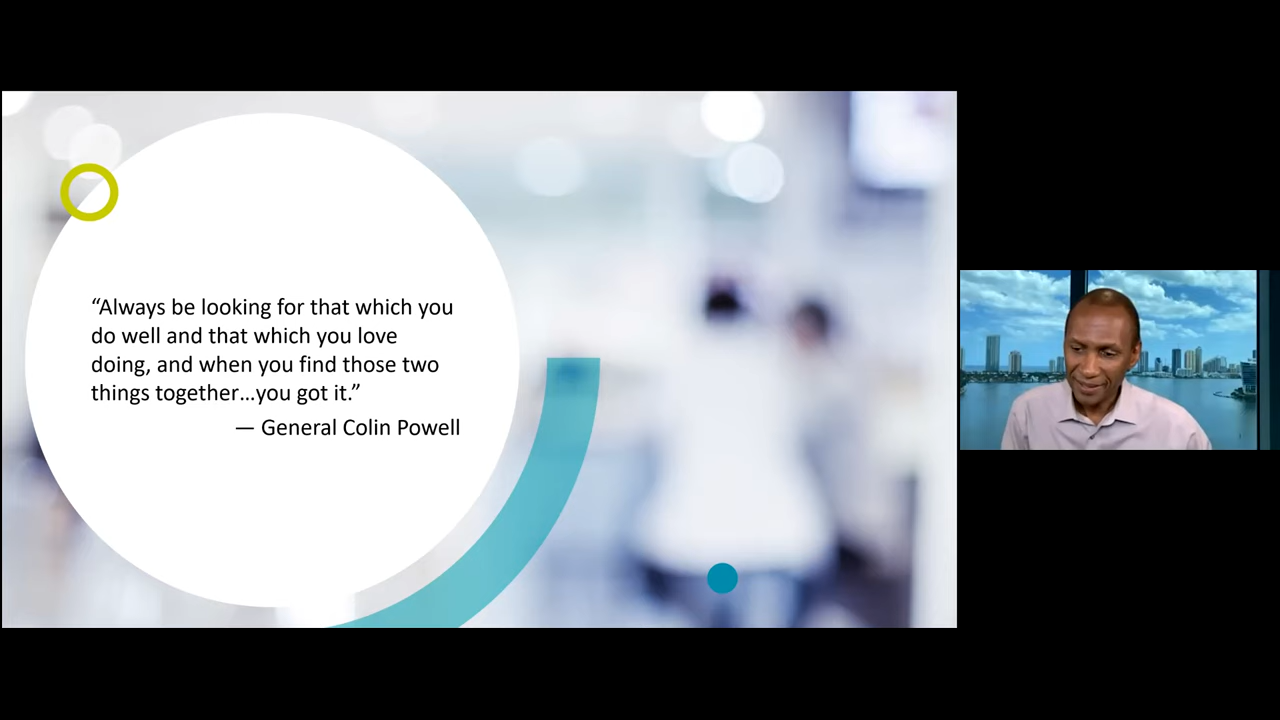 “Always be looking for that which you
do well and that which you love
doing, and when you find those two
things together…you got it.”
— General Colin Powell